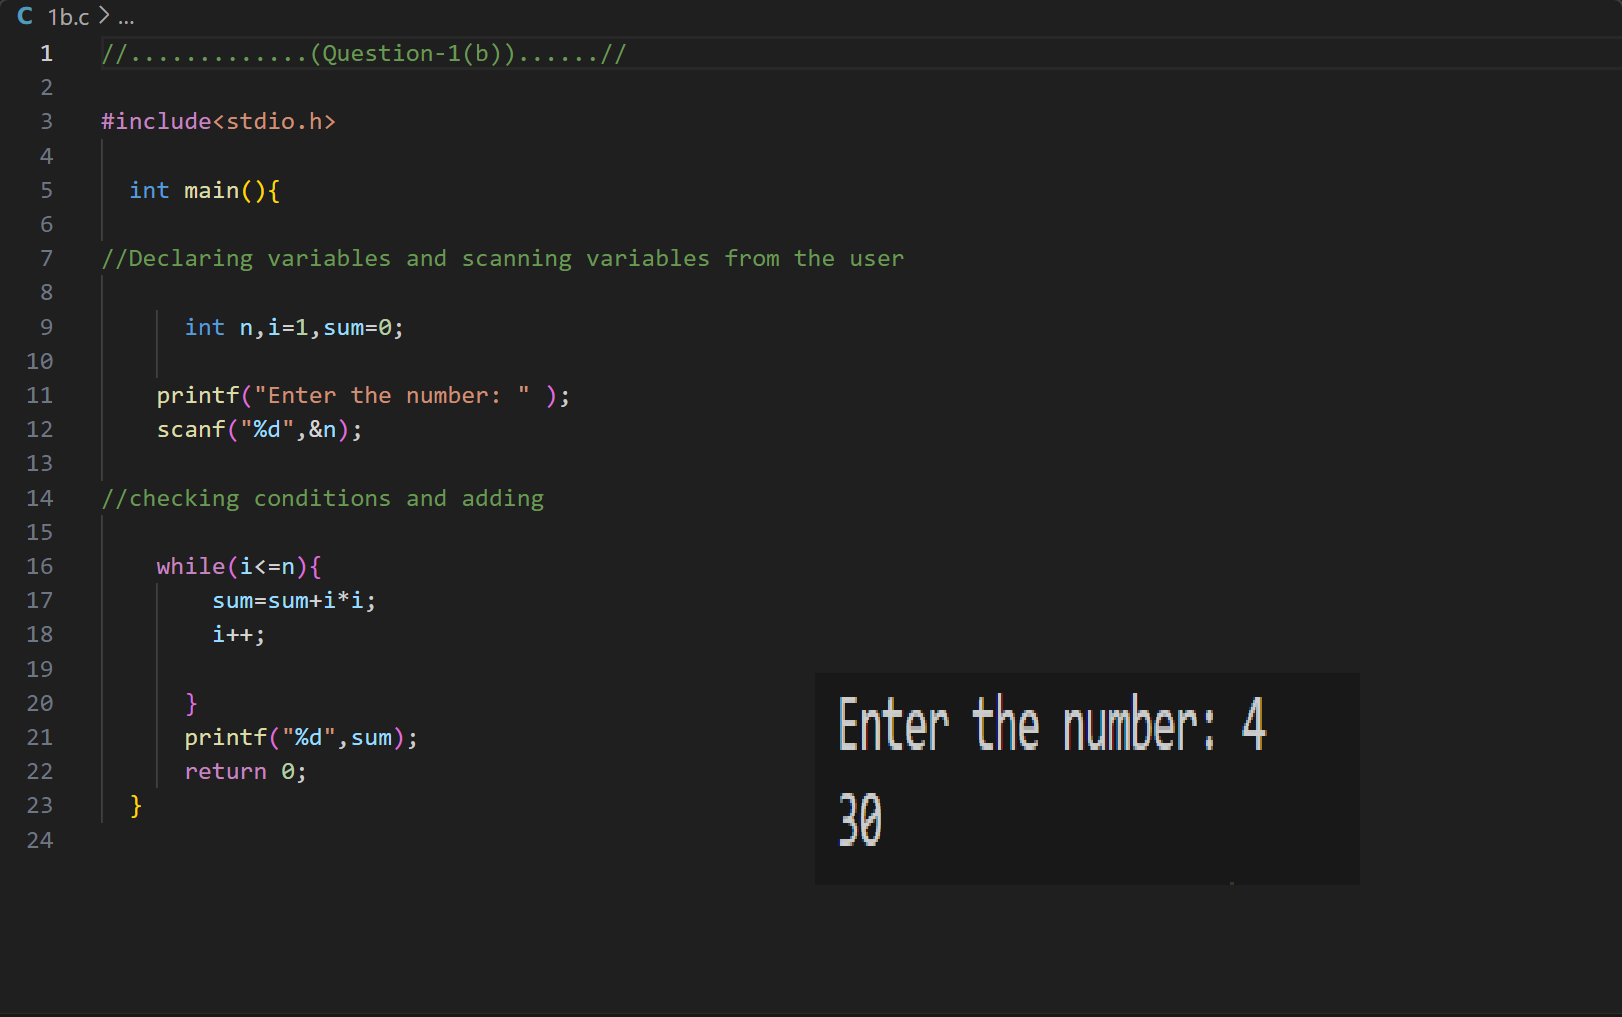 C 1b.c > ...
1 //.............(Question-1(b))......//
2
3 #include<stdio.h>
4
5 int main(){
6
7 //Declaring variables and scanning variables from the user
8
9 int n,i=1,sum=0;
10
11 printf("Enter the number: " );
12 scanf("%d",&n);
13
14 //checking conditions and adding
15
16 while(i<=n){
17 sum=sum+i*i;
18 i++;
19
20 }
21 printf("%d",sum);
22 return 0;
23 }
24
Enter the number: 4
30